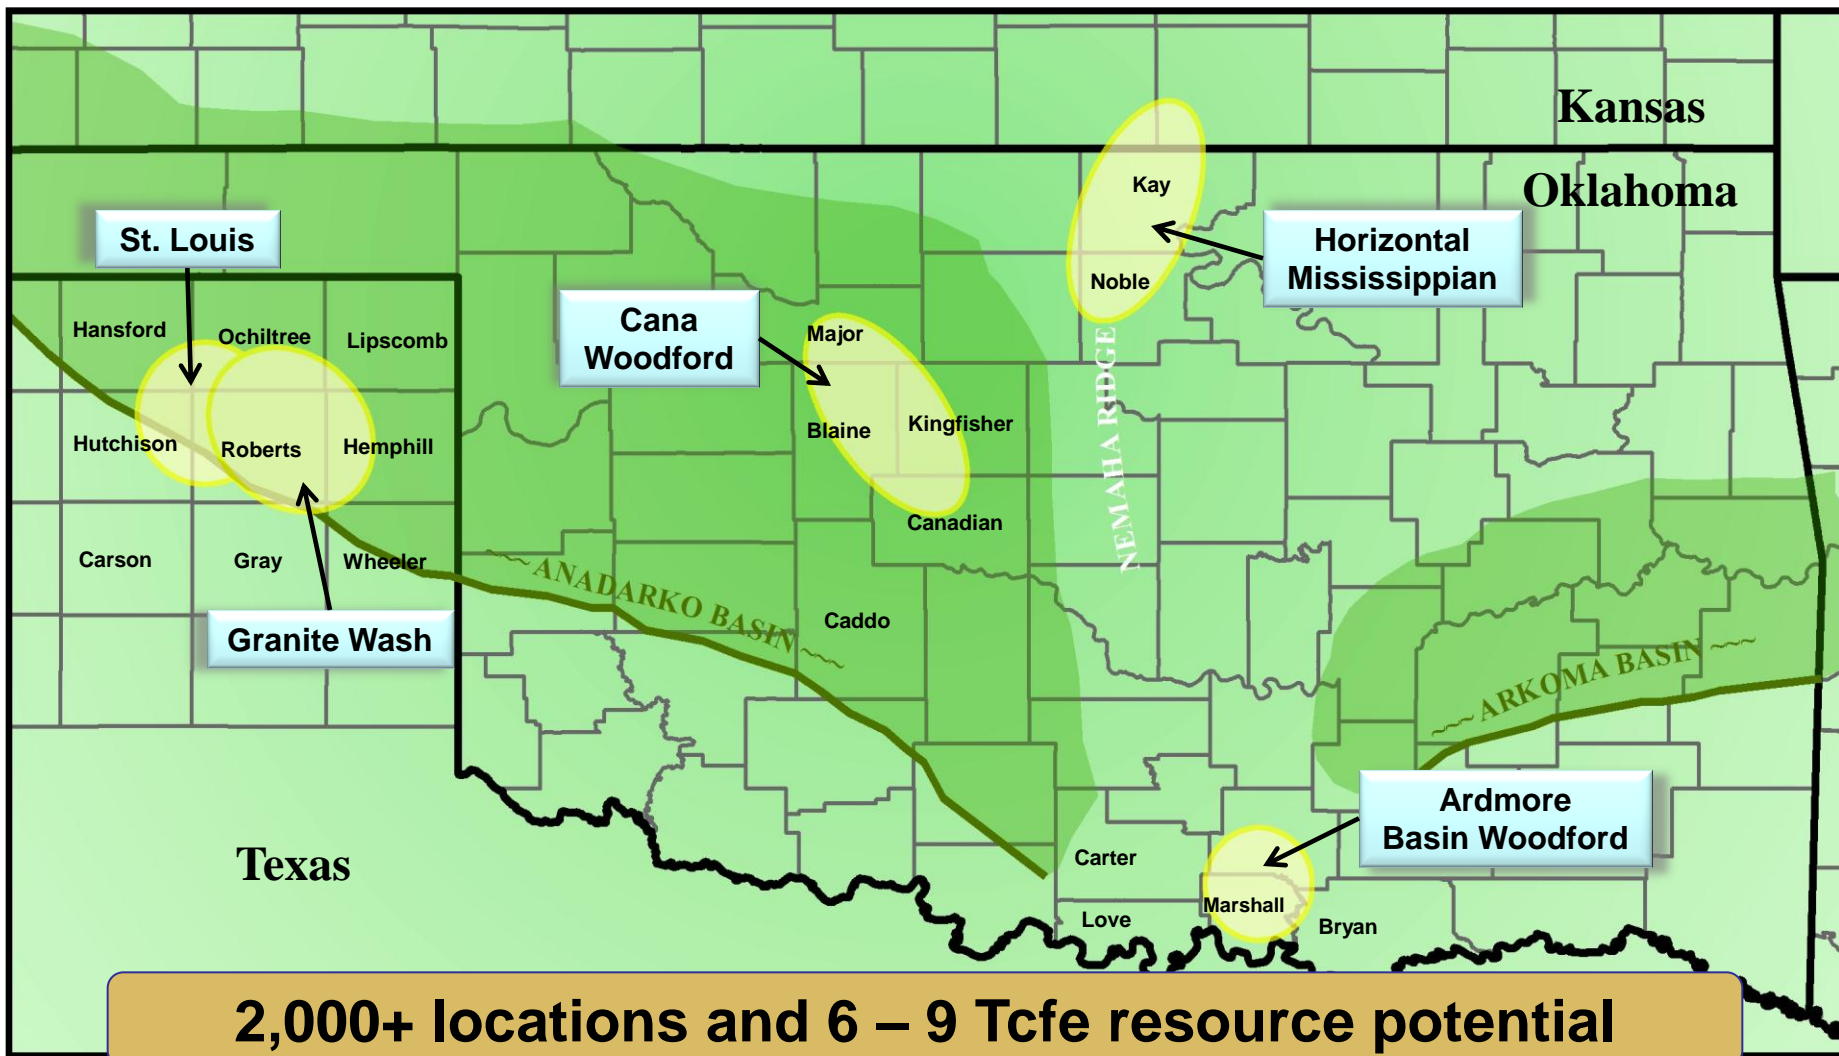 Kansas
Oklahoma
Kay
St. Louis
Horizontal
Mississippian
Noble
Cana
Woodford
Hansford
Ochiltree
Lipscomb
Major
NEMAHA RIDGE
Hutchison
Roberts
Hemphill
Blaine
Kingfisher
Canadian
Carson
Gray
Wheeler
~~ ANADARKO BASIN ~~~
Caddo
Granite Wash
~~~ ARKOMA BASIN ~~~
Ardmore
Basin Woodford
Texas
Carter
Marshall
Love
Bryan
2,000+ locations and 6 – 9 Tcfe resource potential